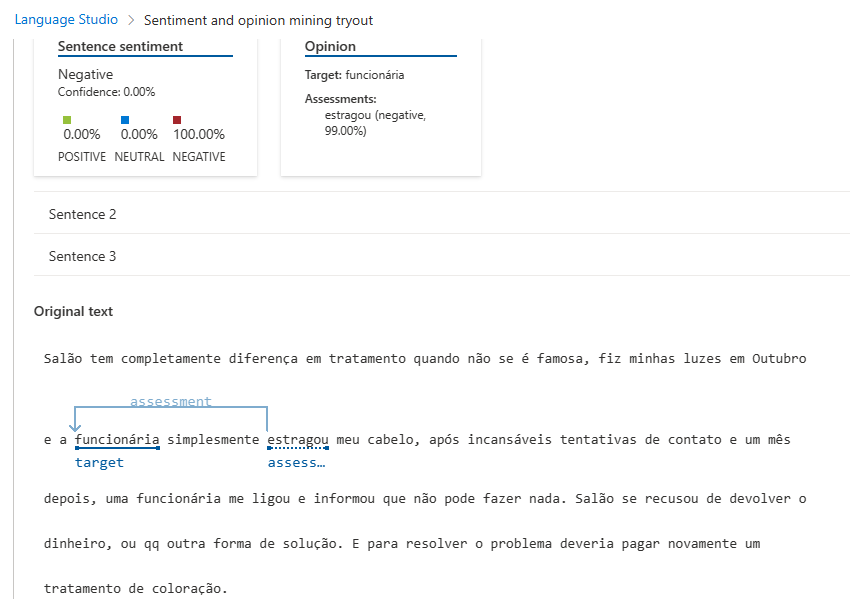 Language Studio > Sentiment and opinion mining tryout
Sentence sentiment
Negative
Confidence: 0.00%
0.00% 0.00% 100.00%
POSITIVE NEUTRAL NEGATIVE
Opinion
Target: funcionária
Assessments:
estragou (negative,
99.00%)
Sentence 2
Sentence 3
Original text
Salão tem completamente diferença em tratamento quando não se é famosa, fiz minhas luzes em Outubro
assessment
e a funcionária simplesmente estragou meu cabelo, após incansáveis tentativas de contato e um mês
target assess…
depois, uma funcionária me ligou e informou que não pode fazer nada. Salão se recusou de devolver o
dinheiro, ou qq outra forma de solução. E para resolver o problema deveria pagar novamente um
tratamento de coloração.